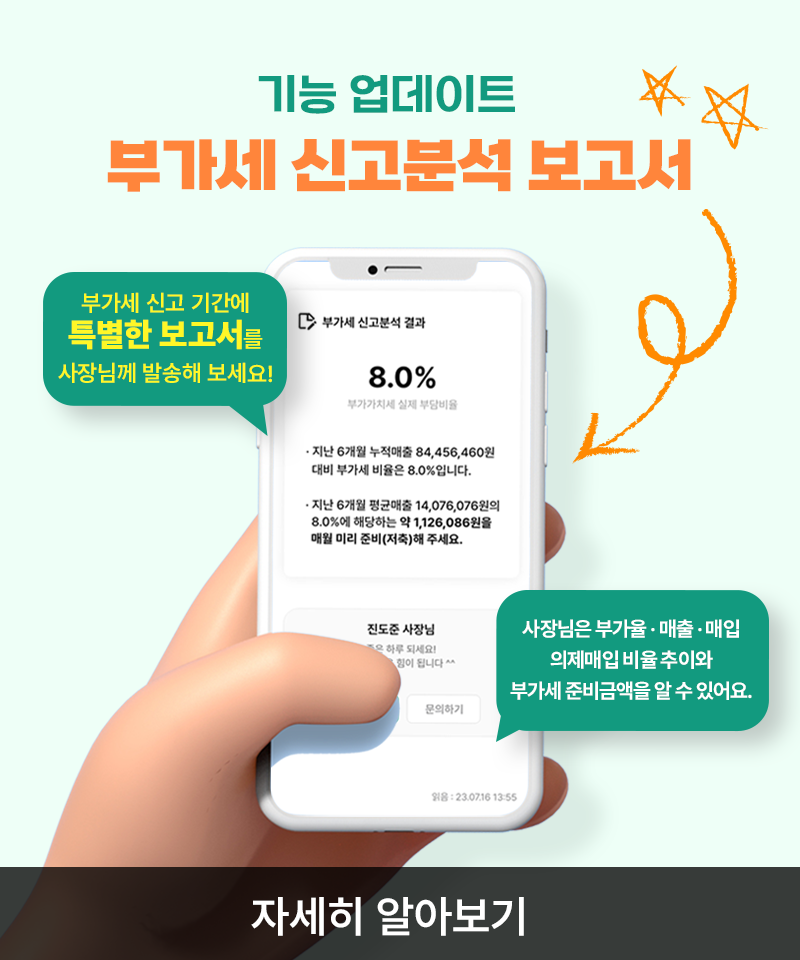 기능 업데이트
부가세 신고분석 보고서
부가세 신고 기간에
특별한 보고서를
사장님께 발송해 보세요!
부가세 신고분석 결과
8.0%
부가가치세 실제 부담비율
· 지난 6개월 누적매출 84,456,460원
대비 부가세 비율은 8.0%입니다.
· 지난 6개월 평균매출 14,076,076원의
8.0%에 해당하는 약 1,126,086원을
매월 미리 준비(저축)해 주세요.
사장님은 부가율 · 매출 · 매입
의제매입 비율 추이와
부가세 준비금액을 알 수 있어요.
진도준 사장님
하루 되세요!
힘이 됩니다 ^^
문의하기
읽음 : 23.07.16 13:55
자세히 알아보기